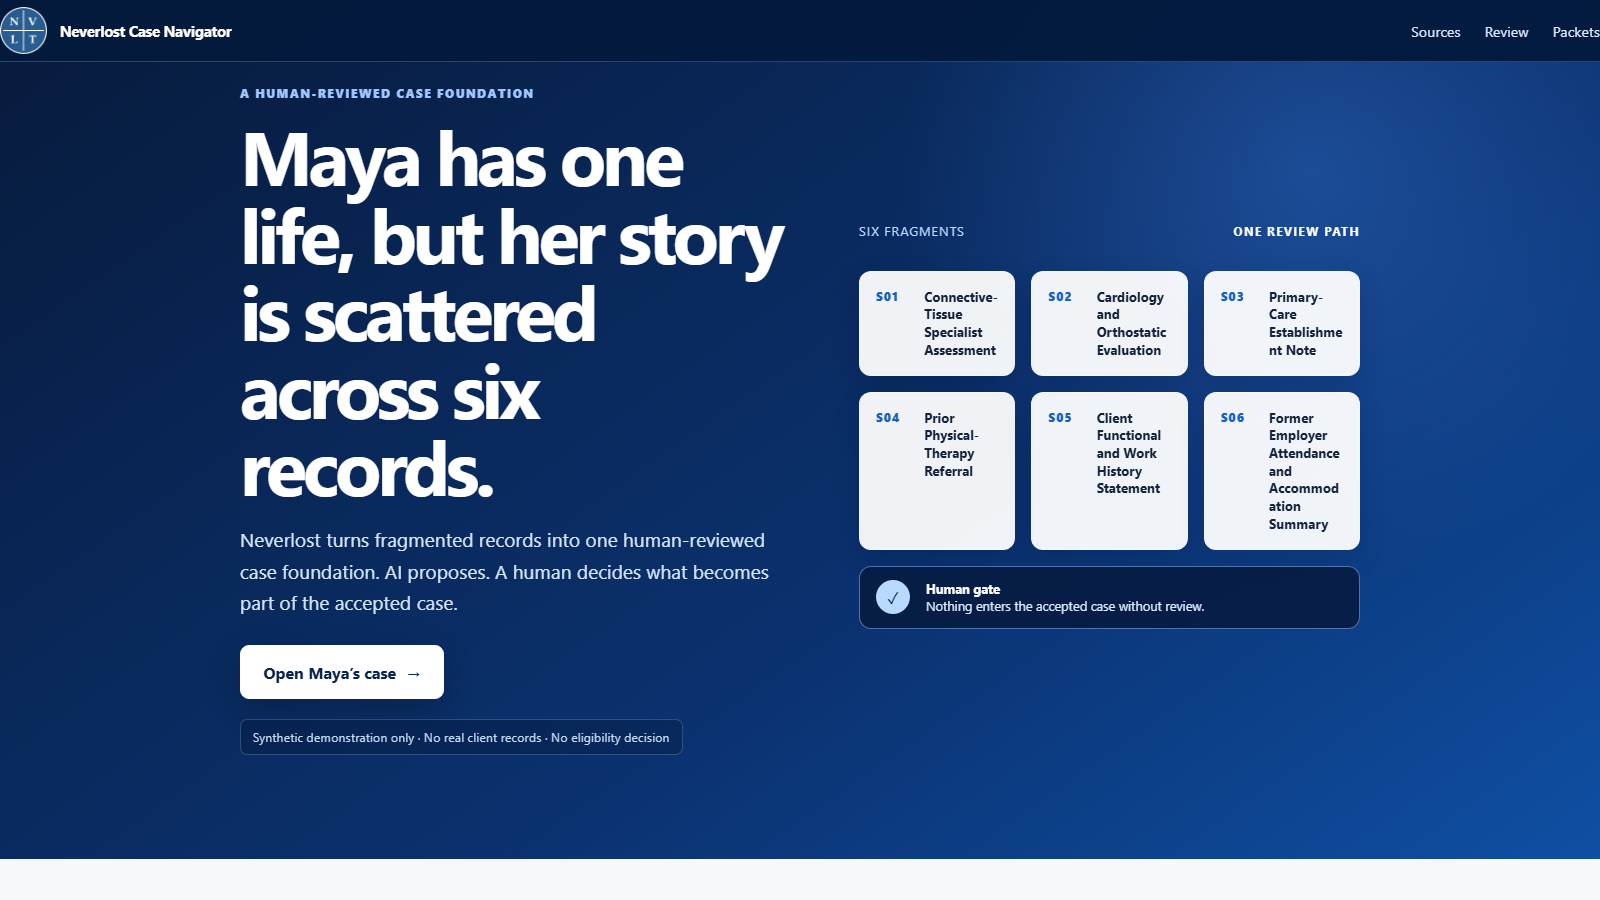 N V
L T
Neverlost Case Navigator
Sources
Review
Packets
A HUMAN-REVIEWED CASE FOUNDATION
Maya has one
life, but her story
is scattered
across six
records.
Neverlost turns fragmented records into one human-reviewed
case foundation. AI proposes. A human decides what becomes
part of the accepted case.
Open Maya’s case →
Synthetic demonstration only · No real client records · No eligibility decision
SIX FRAGMENTS
ONE REVIEW PATH
S01
Connective-
Tissue
Specialist
Assessment
S02
Cardiology
and
Orthostatic
Evaluation
S03
Primary-
Care
Establishme
nt Note
S04
Prior
Physical-
Therapy
Referral
S05
Client
Functional
and Work
History
Statement
S06
Former
Employer
Attendance
and
Accommod
ation
Summary
✓
Human gate
Nothing enters the accepted case without review.